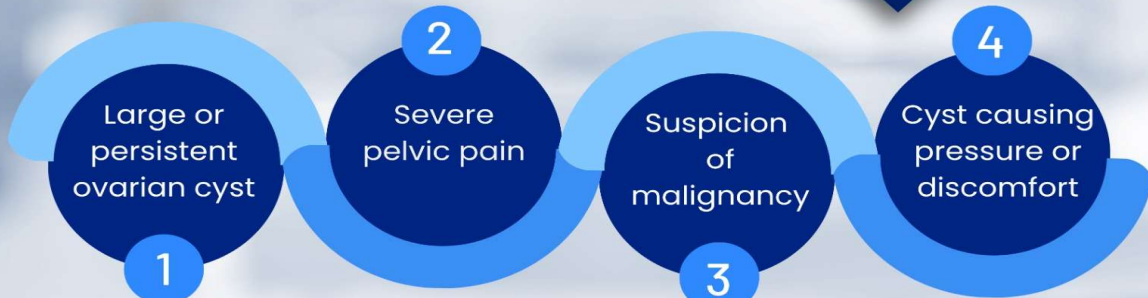 1
Large or
persistent
ovarian cyst
2
Severe
pelvic pain
3
Suspicion
of
malignancy
4
Cyst causing
pressure or
discomfort